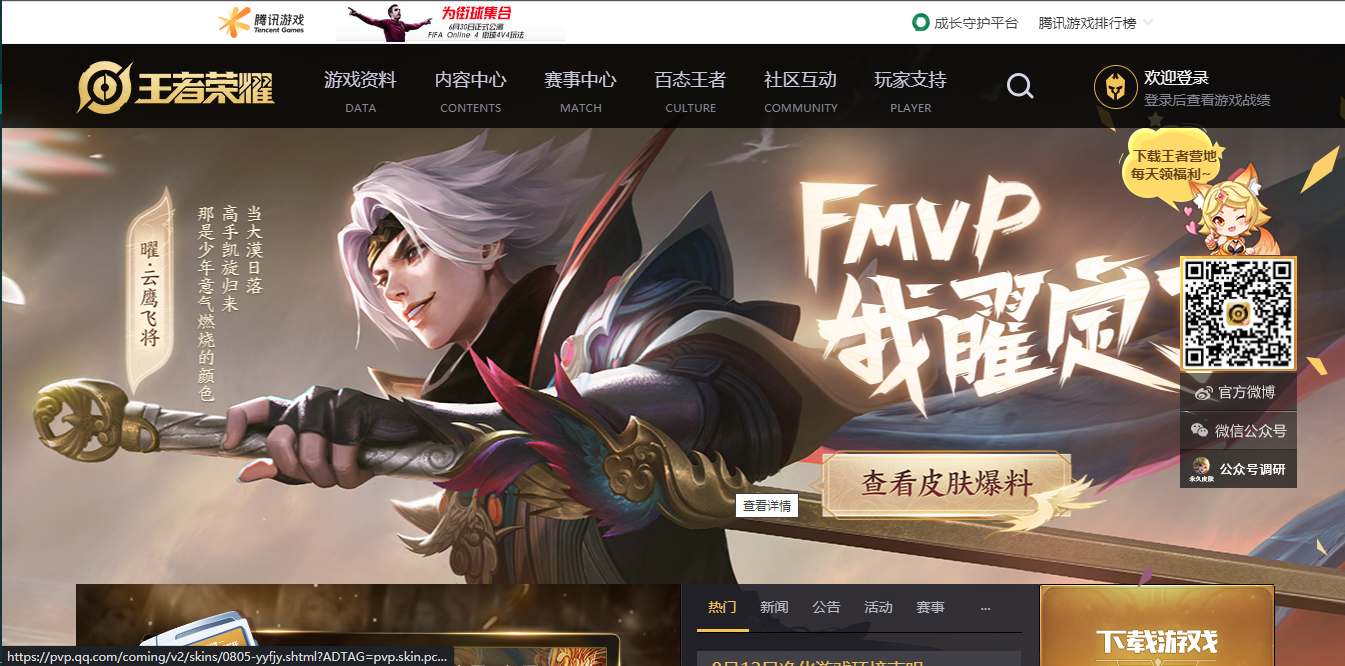 腾讯游戏
Tencent Games
为街球集合
6月30日正式公测
FIFA Online 4 街球4V4玩法
成长守护平台
腾讯游戏排行榜
王者荣耀
游戏资料
DATA
内容中心
CONTENTS
赛事中心
MATCH
百态王者
CULTURE
社区互动
COMMUNITY
玩家支持
PLAYER
欢迎登录
登录后查看游戏战绩
下载王者营地
每天领福利~
当大漠日落
高手凯旋归来
那是少年意气燃烧的颜色
曜·云鹰飞将
FMVP
我曜定了
官方微博
微信公众号
永久皮肤
公众号调研
查看皮肤爆料
查看详情
热门
新闻
公告
活动
赛事
...
下载游戏
https://pvp.qq.com/coming/v2/skins/0805-yyfjy.shtml?ADTAG=pvp.skin.pc...